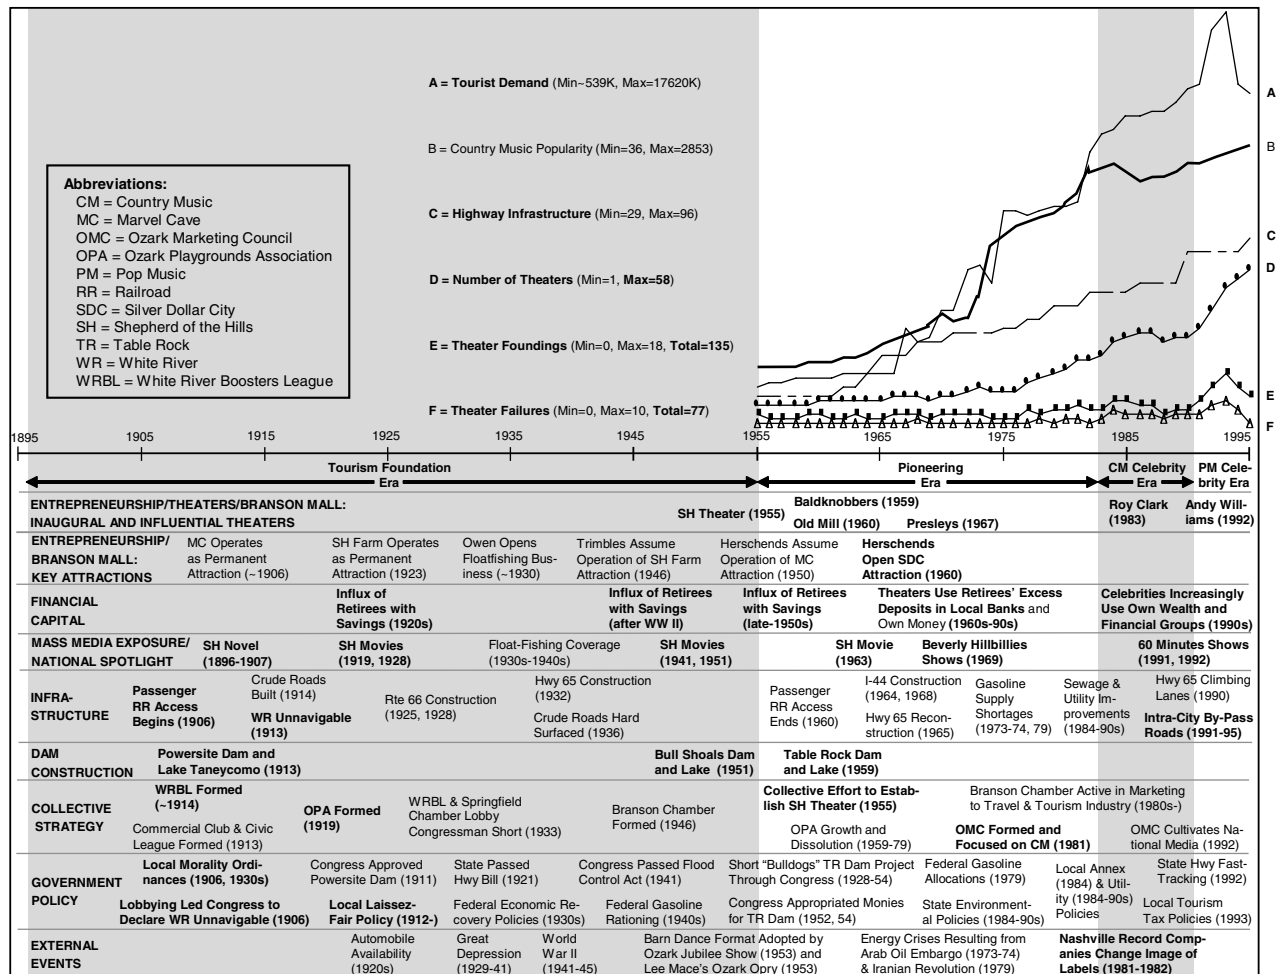 A = Tourist Demand (Min~539K, Max=17620K)
A
B = Country Music Popularity (Min=36, Max=2853)
B
Abbreviations:
CM = Country Music
MC = Marvel Cave
OMC = Ozark Marketing Council
OPA = Ozark Playgrounds Association
PM = Pop Music
RR = Railroad
SDC = Silver Dollar City
SH = Shepherd of the Hills
TR = Table Rock
WR = White River
WRBL = White River Boosters League
C = Highway Infrastructure (Min=29, Max=96)
C
D = Number of Theaters (Min=1, Max=58)
D
E = Theater Foundings (Min=0, Max=18, Total=135)
E
F = Theater Failures (Min=0, Max=10, Total=77)
F
1895 1905 1915 1925 1935 1945 1955 1965 1975 1985 1995
Tourism Foundation
Era
Pioneering
Era
CM Celebrity
Era
PM Cele-
brity Era
ENTREPRENEURSHIP/THEATERS/BRANSON MALL:
INAUGURAL AND INFLUENTIAL THEATERS
SH Theater (1955)
Baldknobbers (1959)
Old Mill (1960)
Presleys (1967)
Roy Clark
(1983)
Andy Will-
iams (1992)
ENTREPRENEURSHIP/
BRANSON MALL:
KEY ATTRACTIONS
MC Operates
as Permanent
Attraction (~1906)
SH Farm Operates
as Permanent
Attraction (1923)
Owen Opens
Floatfishing Bus-
iness (~1930)
Trimbles Assume
Operation of SH Farm
Attraction (1946)
Herschends Assume
Operation of MC
Attraction (1950)
Herschends
Open SDC
Attraction (1960)
FINANCIAL
CAPITAL
Influx of
Retirees with
Savings (1920s)
Influx of Retirees
with Savings
(after WW II)
Influx of Retirees
with Savings
(late-1950s)
Theaters Use Retirees' Excess
Deposits in Local Banks and
Own Money (1960s-90s)
Celebrities Increasingly
Use Own Wealth and
Financial Groups (1990s)
MASS MEDIA EXPOSURE/
NATIONAL SPOTLIGHT
SH Novel
(1896-1907)
SH Movies
(1919, 1928)
Float-Fishing Coverage
(1930s-1940s)
SH Movies
(1941, 1951)
SH Movie
(1963)
Beverly Hillbillies
Shows (1969)
60 Minutes Shows
(1991, 1992)
INFRA-
STRUCTURE
Passenger
RR Access
Begins (1906)
Crude Roads
Built (1914)
WR Unnavigable
(1913)
Rte 66 Construction
(1925, 1928)
Hwy 65 Construction
(1932)
Crude Roads Hard
Surfaced (1936)
Passenger
RR Access
Ends (1960)
I-44 Construction
(1964, 1968)
Hwy 65 Recon-
struction (1965)
Gasoline
Supply
Shortages
(1973-74, 79)
Sewage &
Utility Im-
provements
(1984-90s)
Hwy 65 Climbing
Lanes (1990)
Intra-City By-Pass
Roads (1991-95)
DAM
CONSTRUCTION
Powersite Dam and
Lake Taneycomo (1913)
Bull Shoals Dam
and Lake (1951)
Table Rock Dam
and Lake (1959)
COLLECTIVE
STRATEGY
WRBL Formed
(~1914)
Commercial Club & Civic
League Formed (1913)
OPA Formed
(1919)
WRBL & Springfield
Chamber Lobby
Congressman Short (1933)
Branson Chamber
Formed (1946)
Collective Effort to Estab-
lish SH Theater (1955)
OPA Growth and
Dissolution (1959-79)
Branson Chamber Active in Marketing
to Travel & Tourism Industry (1980s-)
OMC Formed and
Focused on CM (1981)
OMC Cultivates Na-
tional Media (1992)
GOVERNMENT
POLICY
Local Morality Ordi-
nances (1906, 1930s)
Lobbying Led Congress to
Declare WR Unnavigable (1906)
Congress Approved
Powersite Dam (1911)
Local Laissez-
Fair Policy (1912-)
State Passed
Hwy Bill (1921)
Federal Economic Re-
covery Policies (1930s)
Congress Passed Flood
Control Act (1941)
Federal Gasoline
Rationing (1940s)
Short "Bulldogs" TR Dam Project
Through Congress (1928-54)
Congress Appropriated Monies
for TR Dam (1952, 54)
Federal Gasoline
Allocations (1979)
State Environment-
al Policies (1984-90s)
Local Annex
(1984) & Util-
ity (1984-90s)
Policies
State Hwy Fast-
Tracking (1992)
Local Tourism
Tax Policies (1993)
EXTERNAL
EVENTS
Automobile
Availability
(1920s)
Great
Depression
(1929-41)
World
War II
(1941-45)
Barn Dance Format Adopted by
Ozark Jubilee Show (1953) and
Lee Mace's Ozark Opry (1953)
Energy Crises Resulting from
Arab Oil Embargo (1973-74)
& Iranian Revolution (1979)
Nashville Record Comp-
anies Change Image of
Labels (1981-1982)